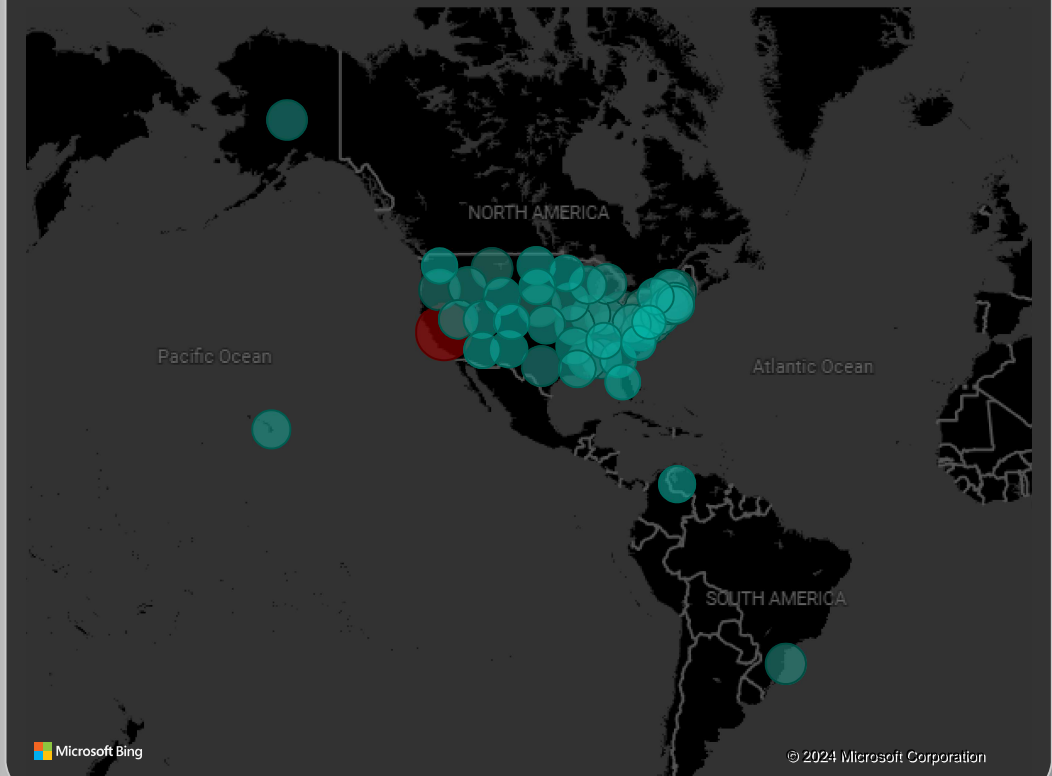 NORTH AMERICA
Pacific Ocean
Atlantic Ocean
SOUTH AMERICA
Microsoft Bing
© 2024 Microsoft Corporation